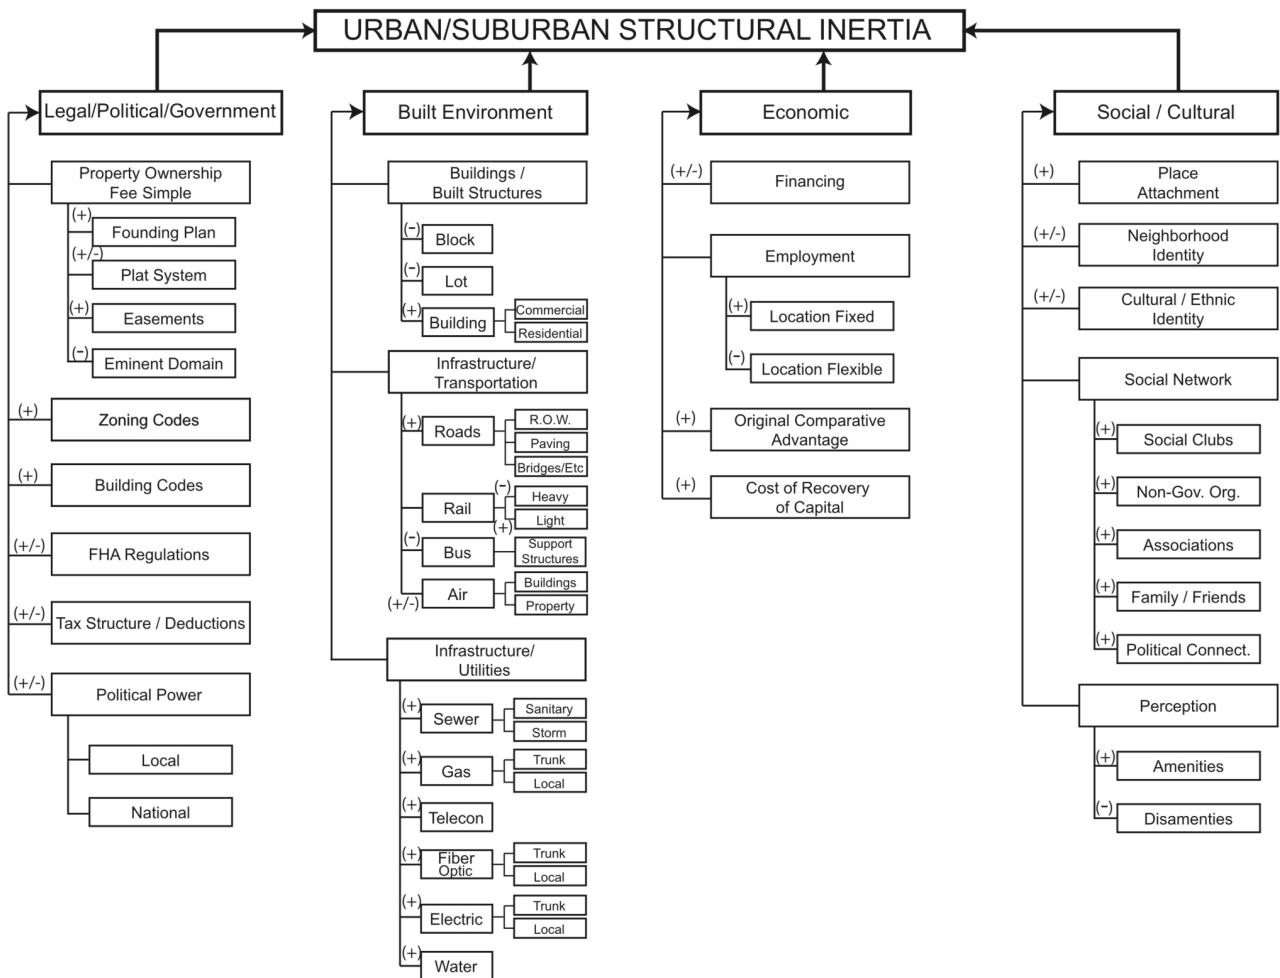 URBAN/SUBURBAN STRUCTURAL INERTIA
Legal/Political/Government
Property Ownership
Fee Simple
(+)
Founding Plan
(+/-)
Plat System
(+)
Easements
(-)
Eminent Domain
(+)
Zoning Codes
(+)
Building Codes
(+/-)
FHA Regulations
(+/-)
Tax Structure / Deductions
(+/-)
Political Power
Local
National
Built Environment
Buildings /
Built Structures
(-)
Block
(-)
Lot
(+)
Building
Commercial
Residential
Infrastructure/
Transportation
(+)
Roads
R.O.W.
Paving
Bridges/Etc
Rail
(-)
Heavy
Light
(+)
(-)
Bus
Support
Structures
(+/-)
Air
Buildings
Property
Infrastructure/
Utilities
(+)
Sewer
Sanitary
Storm
(+)
Gas
Trunk
Local
(+)
Telecon
(+)
Fiber
Optic
Trunk
Local
(+)
Electric
Trunk
Local
(+)
Water
Economic
(+/-)
Financing
Employment
(+)
Location Fixed
(-)
Location Flexible
(+)
Original Comparative
Advantage
(+)
Cost of Recovery
of Capital
Social / Cultural
(+)
Place
Attachment
(+/-)
Neighborhood
Identity
(+/-)
Cultural / Ethnic
Identity
Social Network
(+)
Social Clubs
(+)
Non-Gov. Org.
(+)
Associations
(+)
Family / Friends
(+)
Political Connect.
Perception
(+)
Amenities
(-)
Disamenties